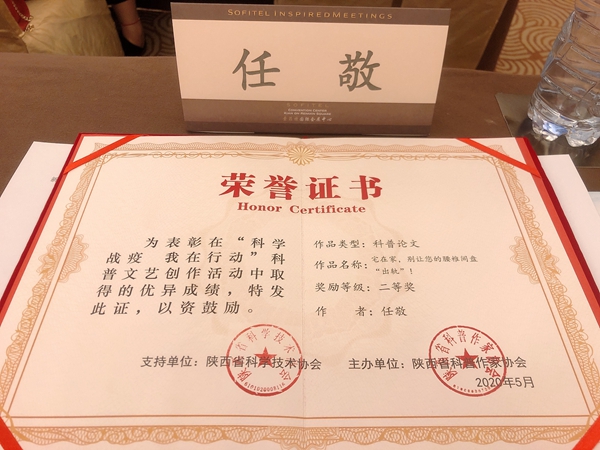 SOFITEL INSPIRED MEETINGS
任 敬
SOFITEL
荣誉证书
Honor Certificate
为表彰在“科学
战疫 我在行动”科
普文艺创作活动中取
得的优异成绩，特发
此证，以资鼓励。
作品类型：科普论文
作品名称：宅在家，别让您的腰椎间盘
“出轨”！
奖励等级：二等奖
作 者：任敬
支持单位：陕西省科学技术协会
主办单位：陕西省科普作家协会
2020年5月